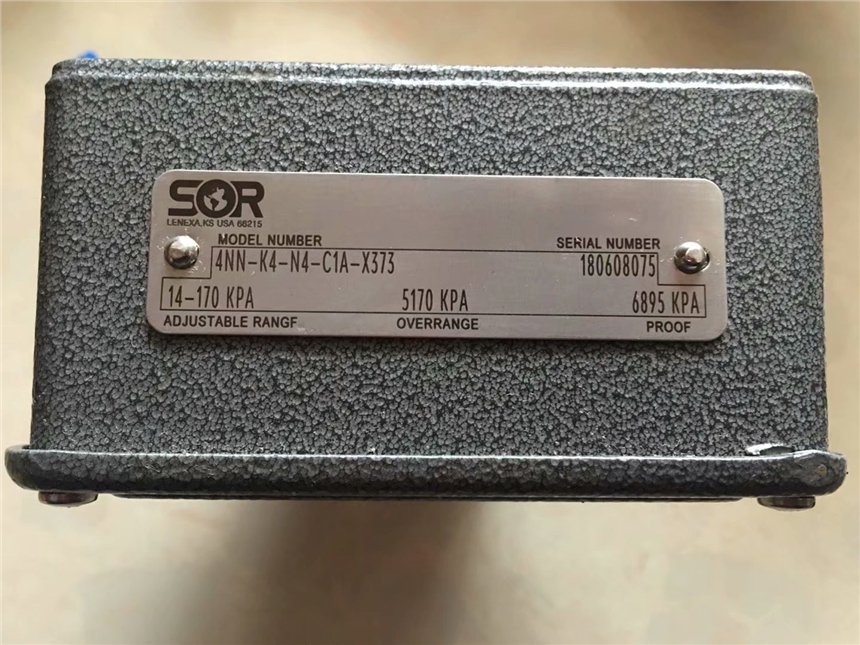 SOR
LENEXA, KS USA 66215
MODEL NUMBER SERIAL NUMBER
4NN-K4-N4-C1A-X373 180608075
14-170 KPA 5170 KPA 6895 KPA
ADJUSTABLE RANGF OVERRANGE PROOF